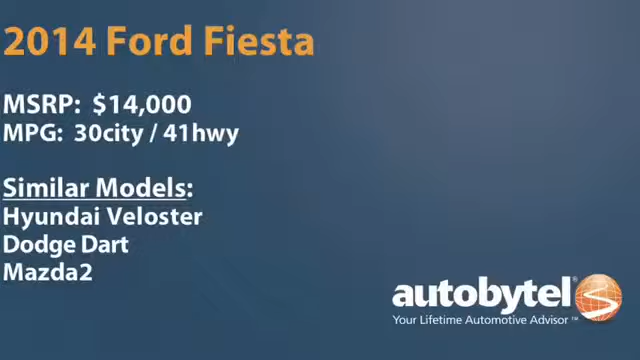 2014 Ford Fiesta
MSRP: $14,000
MPG: 30city / 41hwy
Similar Models:
Hyundai Veloster
Dodge Dart
Mazda2
autobytel®
Your Lifetime Automotive Advisor ™